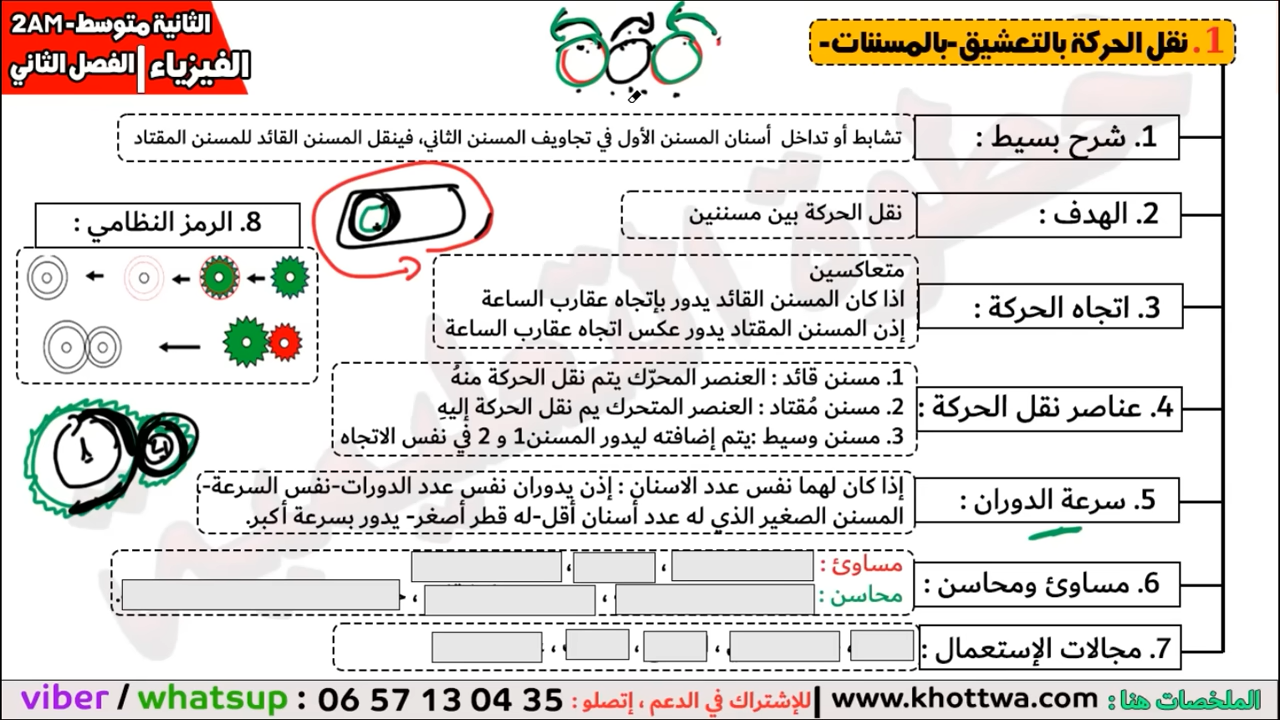 الثانية متوسط-2AM
الفيزياء | الفصل الثاني
1. نقل الحركة بالتعشيق-بالمسننات-
1. شرح بسيط :
تشابط أو تداخل أسنان المسنن الأول في تجاويف المسنن الثاني، فينقل المسنن القائد للمسنن المقتاد
2. الهدف :
نقل الحركة بين مسننين
3. اتجاه الحركة :
متعاكسين
اذا كان المسنن القائد يدور بإتجاه عقارب الساعة
إذن المسنن المقتاد يدور عكس اتجاه عقارب الساعة
4. عناصر نقل الحركة :
1. مسنن قائد : العنصر المحرّك يتم نقل الحركة منهُ
2. مسنن مُقتاد : العنصر المتحرك يم نقل الحركة إليهِ
3. مسنن وسيط :يتم إضافته ليدور المسنن1 و 2 في نفس الاتجاه
5. سرعة الدوران :
إذا كان لهما نفس عدد الاسنان : إذن يدوران نفس عدد الدورات-نفس السرعة-
المسنن الصغير الذي له عدد أسنان أقل-له قطر أصغر- يدور بسرعة أكبر.
6. مساوئ ومحاسن :
مساوئ : ، ،
محاسن : ، ، .
7. مجالات الإستعمال :
8. الرمز النظامي :
الملخصات هنا : www.khottwa.com | للإشتراك في الدعم ، إتصلو : viber / whatsup : 06 57 13 04 35